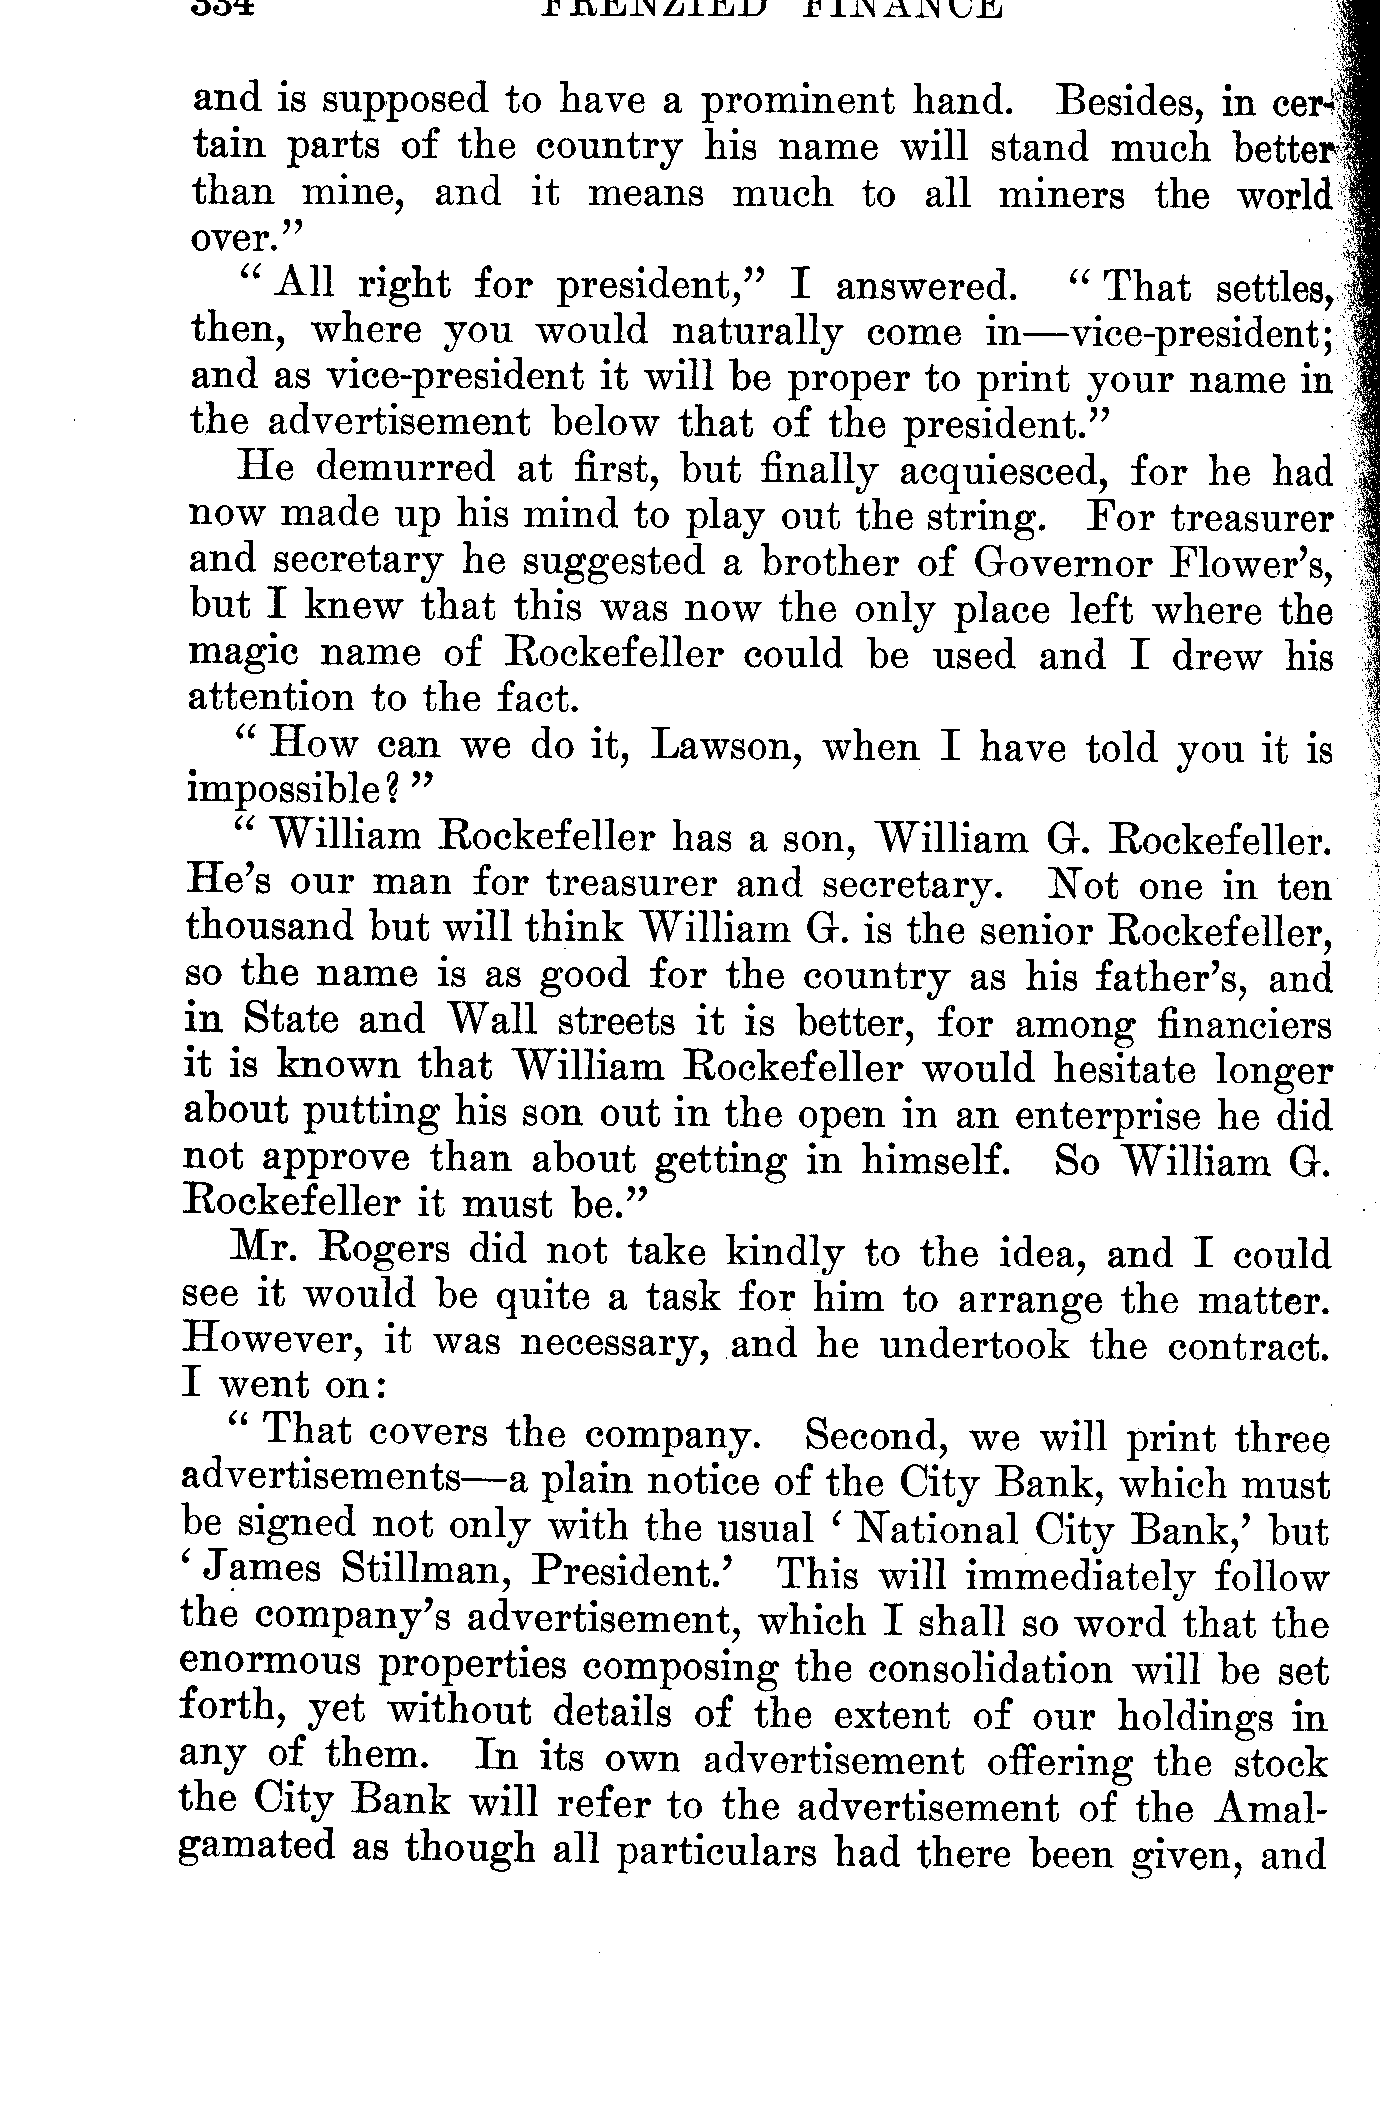 334 FRENZIED FINANCE
and is supposed to have a prominent hand. Besides, in cer-
tain parts of the country his name will stand much better
than mine, and it means much to all miners the world
over.”
“ All right for president,” I answered. “ That settles,
then, where you would naturally come in—vice-president;
and as vice-president it will be proper to print your name in
the advertisement below that of the president.”
He demurred at first, but finally acquiesced, for he had
now made up his mind to play out the string. For treasurer
and secretary he suggested a brother of Governor Flower’s,
but I knew that this was now the only place left where the
magic name of Rockefeller could be used and I drew his
attention to the fact.
“ How can we do it, Lawson, when I have told you it is
impossible? ”
“ William Rockefeller has a son, William G. Rockefeller.
He’s our man for treasurer and secretary. Not one in ten
thousand but will think William G. is the senior Rockefeller,
so the name is as good for the country as his father’s, and
in State and Wall streets it is better, for among financiers
it is known that William Rockefeller would hesitate longer
about putting his son out in the open in an enterprise he did
not approve than about getting in himself. So William G.
Rockefeller it must be.”
Mr. Rogers did not take kindly to the idea, and I could
see it would be quite a task for him to arrange the matter.
However, it was necessary, and he undertook the contract.
I went on:
“ That covers the company. Second, we will print three
advertisements—a plain notice of the City Bank, which must
be signed not only with the usual ‘ National City Bank,’ but
‘ James Stillman, President.’ This will immediately follow
the company’s advertisement, which I shall so word that the
enormous properties composing the consolidation will be set
forth, yet without details of the extent of our holdings in
any of them. In its own advertisement offering the stock
the City Bank will refer to the advertisement of the Amal-
gamated as though all particulars had there been given, and